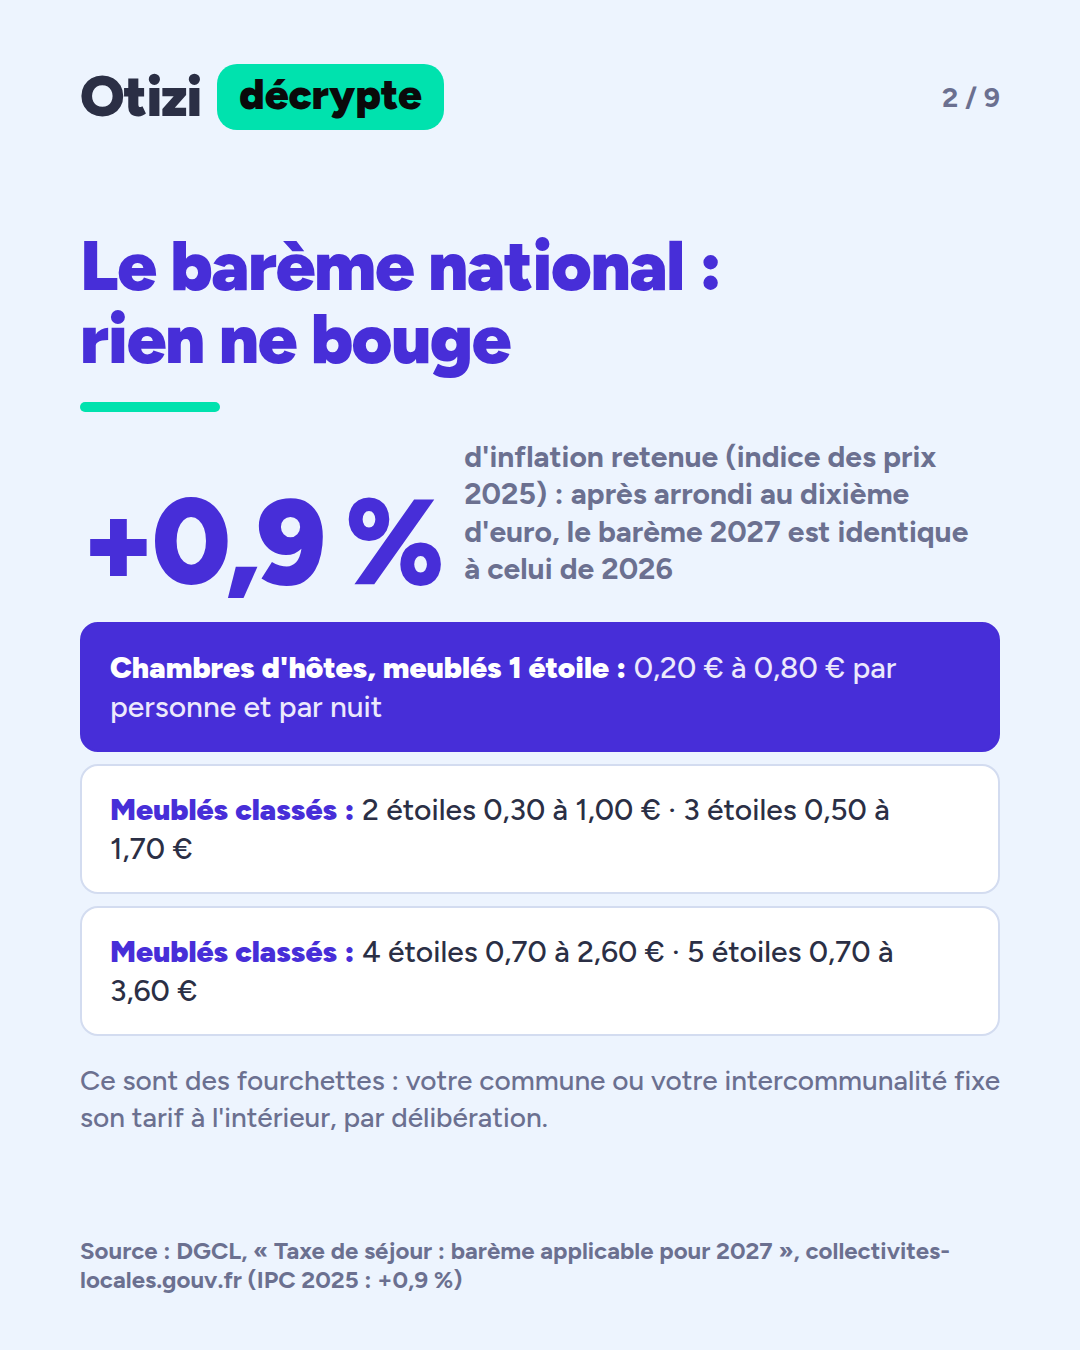 Otizi décrypte
2 / 9
Le barème national :
rien ne bouge
+0,9 %
d'inflation retenue (indice des prix
2025) : après arrondi au dixième
d'euro, le barème 2027 est identique
à celui de 2026
Chambres d'hôtes, meublés 1 étoile : 0,20 € à 0,80 € par
personne et par nuit
Meublés classés : 2 étoiles 0,30 à 1,00 € · 3 étoiles 0,50 à
1,70 €
Meublés classés : 4 étoiles 0,70 à 2,60 € · 5 étoiles 0,70 à
3,60 €
Ce sont des fourchettes : votre commune ou votre intercommunalité fixe
son tarif à l'intérieur, par délibération.
Source : DGCL, « Taxe de séjour : barème applicable pour 2027 », collectivites-
locales.gouv.fr (IPC 2025 : +0,9 %)